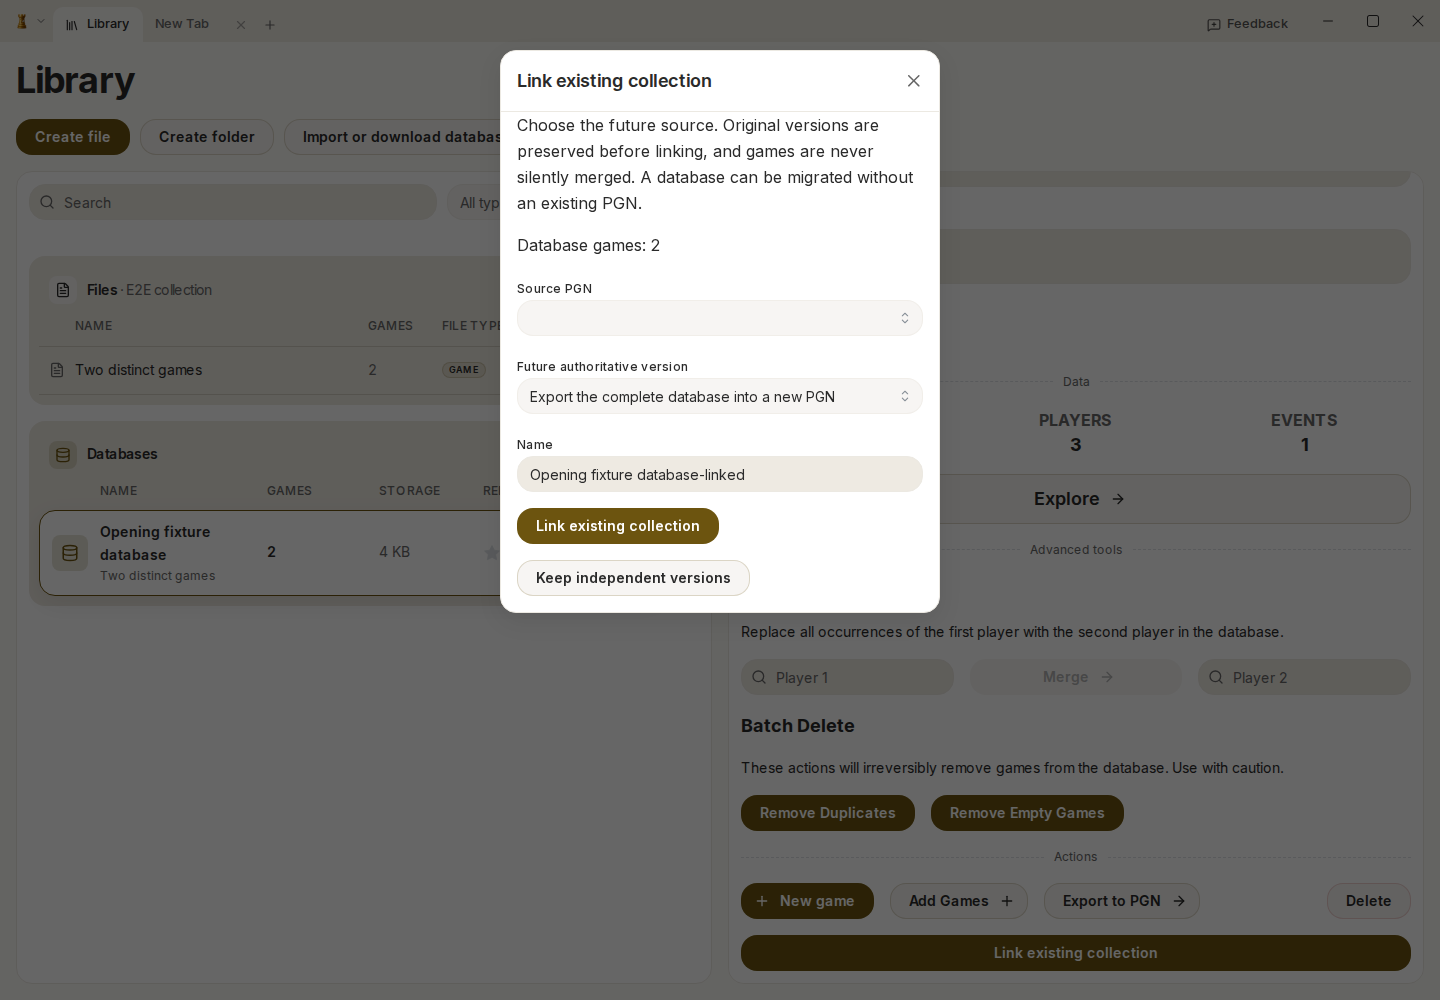 Library
New Tab
Feedback
Library
Create file
Create folder
Import or download databas
Search
All typ
Files · E2E collection
NAME
GAMES
FILE TYPE
Two distinct games
2
GAME
Databases
NAME
GAMES
STORAGE
Opening fixture
database
Two distinct games
2
4 KB
Link existing collection
Choose the future source. Original versions are
preserved before linking, and games are never
silently merged. A database can be migrated without
an existing PGN.
Database games: 2
Source PGN
Future authoritative version
Export the complete database into a new PGN
Name
Opening fixture database-linked
Link existing collection
Keep independent versions
Data
PLAYERS
3
EVENTS
1
Explore
Advanced tools
Replace all occurrences of the first player with the second player in the database.
Player 1
Merge
Player 2
Batch Delete
These actions will irreversibly remove games from the database. Use with caution.
Remove Duplicates
Remove Empty Games
Actions
New game
Add Games
Export to PGN
Delete
Link existing collection